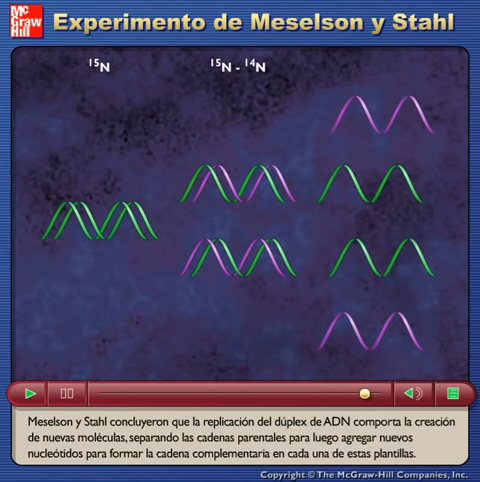 Mc
Graw
Hill
Experimento de Meselson y Stahl
¹⁵N
¹⁵N - ¹⁴N
Meselson y Stahl concluyeron que la replicación del dúplex de ADN comporta la creación
de nuevas moléculas, separando las cadenas parentales para luego agregar nuevos
nucleótidos para formar la cadena complementaria en cada una de estas plantillas.
Copyright © The McGraw-Hill Companies, Inc.